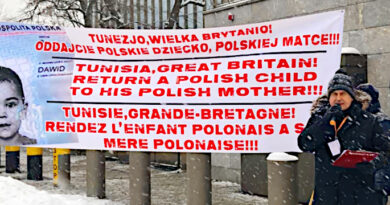 OSPOLITA POLSKA
DAWID
TUNEZJO,WIELKA BRYTANIO!
ODDAJCIE POLSKIE DZIECKO, POLSKIEJ MATCE!!!
TUNISIA,GREAT BRITAIN!
RETURN A POLISH CHILD
TO HIS POLISH MOTHER!!!
TUNISIE,GRANDE-BRETAGNE!
RENDEZ L'ENFANT POLONAIS A S
MERE POLONAISE!!!